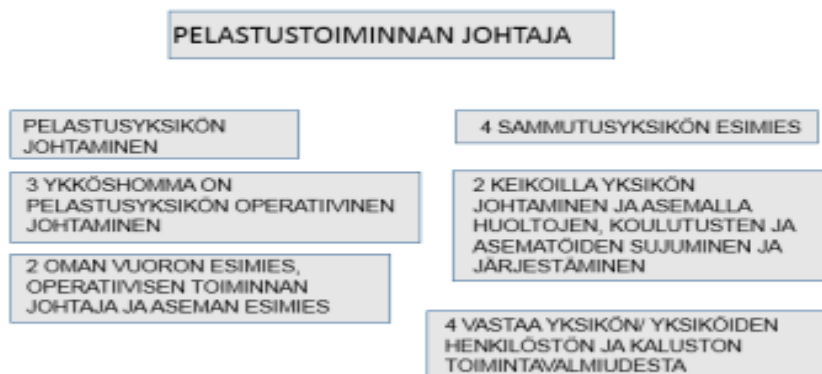 PELASTUSTOIMINNAN JOHTAJA
PELASTUSYKSIKÖN
JOHTAMINEN
3 YKKÖSHOMMA ON
PELASTUSYKSIKÖN OPERATIIVINEN
JOHTAMINEN
2 OMAN VUORON ESIMIES,
OPERATIIVISEN TOIMINNAN
JOHTAJA JA ASEMAN ESIMIES
4 SAMMUTUSYKSIKÖN ESIMIES
2 KEIKOILLA YKSIKÖN
JOHTAMINEN JA ASEMALLA
HUOLTOJEN, KOULUTUSTEN JA
ASEMATÖIDEN SUJUMINEN JA
JÄRJESTÄMINEN
4 VASTAA YKSIKÖN/ YKSIKÖIDEN
HENKILÖSTÖN JA KALUSTON
TOIMINTAVALMIUDESTA